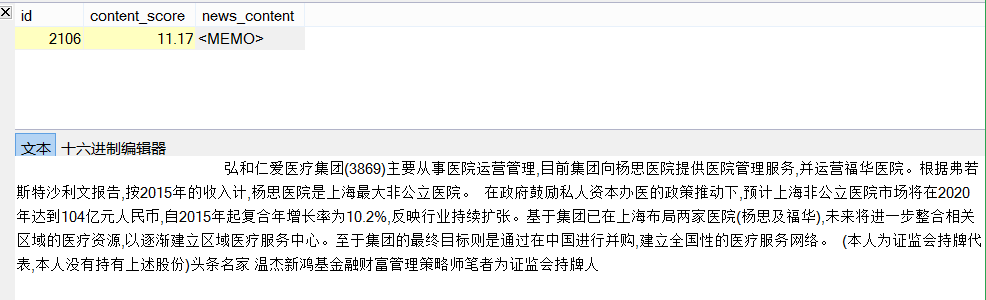 id content_score news_content
2106 11.17 <MEMO>
文本 十六进制编辑器
弘和仁爱医疗集团(3869)主要从事医院运营管理,目前集团向杨思医院提供医院管理服务,并运营福华医院。根据弗若
斯特沙利文报告,按2015年的收入计,杨思医院是上海最大非公立医院。 在政府鼓励私人资本办医的政策推动下,预计上海非公立医院市场将在2020
年达到104亿元人民币,自2015年起复合年增长率为10.2%,反映行业持续扩张。基于集团已在上海布局两家医院(杨思及福华),未来将进一步整合相关
区域的医疗资源,以逐渐建立区域医疗服务中心。至于集团的最终目标则是通过在中国进行并购,建立全国性的医疗服务网络。 (本人为证监会持牌代
表,本人没有持有上述股份)头条名家 温杰新鸿基金融财富管理策略师笔者为证监会持牌人